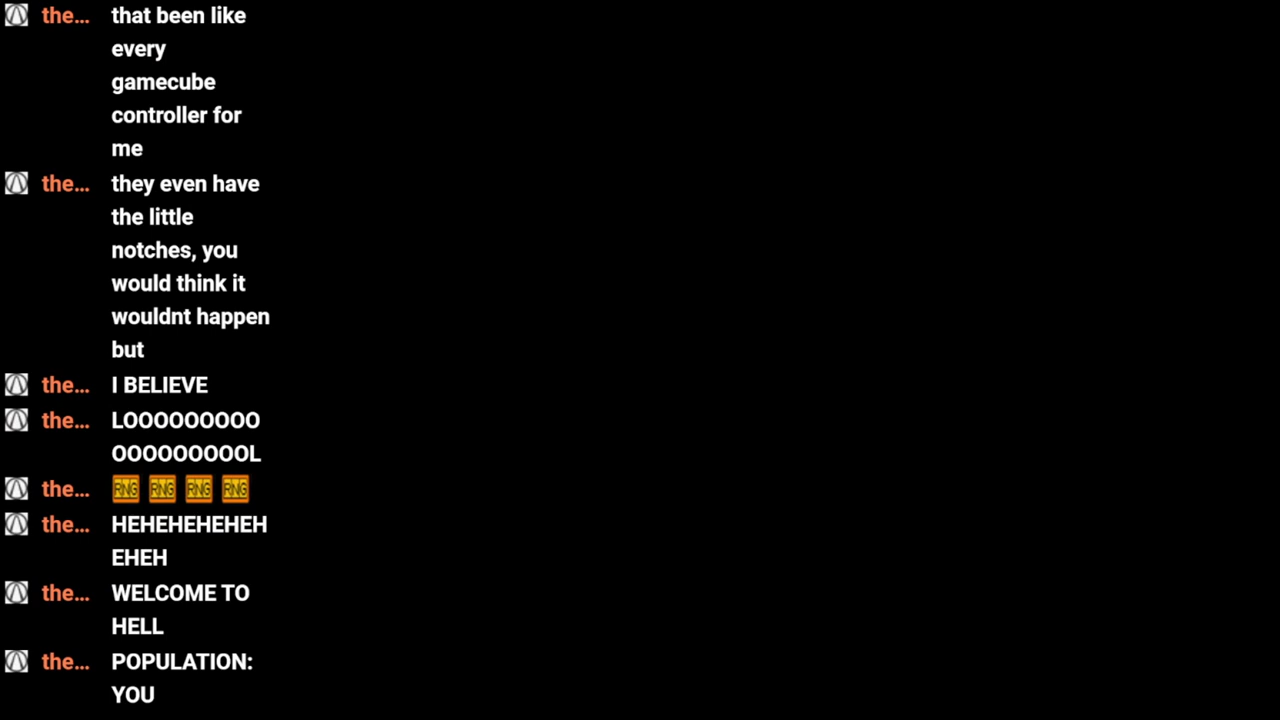 the... that been like
every
gamecube
controller for
me
the... they even have
the little
notches, you
would think it
wouldnt happen
but
the... I BELIEVE
the... LOOOOOOOOO
OOOOOOOOOL
the... RNG RNG RNG RNG
the... HEHEHEHEHEH
EHEH
the... WELCOME TO
HELL
the... POPULATION:
YOU